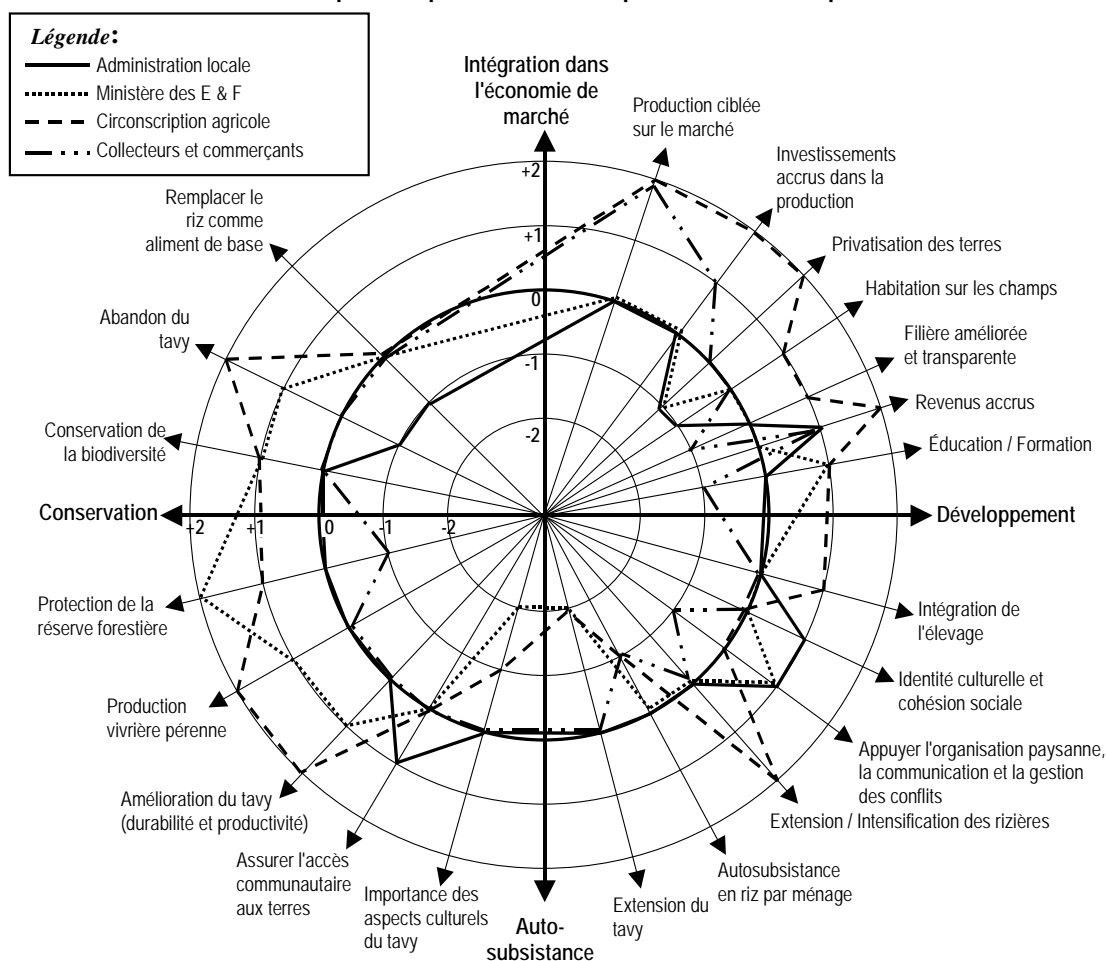 Légende:
Administration locale
Ministère des E & F
Circonscription agricole
Collecteurs et commerçants
Intégration dans
l'économie de
marché
Production ciblée
sur le marché
Investissements
accrus dans la
production
Privatisation des terres
Habitation sur les champs
Filière améliorée
et transparente
Revenus accrus
Éducation / Formation
Développement
Intégration de
l'élevage
Identité culturelle et
cohésion sociale
Appuyer l'organisation paysanne,
la communication et la gestion
des conflits
Extension / Intensification des rizières
Autosubsistance
en riz par ménage
Extension du
tavy
Auto-
subsistance
Importance des
aspects culturels
du tavy
Assurer l'accès
communautaire
aux terres
Amélioration du tavy
(durabilité et productivité)
Production
vivrière pérenne
Protection de la
réserve forestière
Conservation
Conservation de
la biodiversité
Abandon du
tavy
Remplacer le
riz comme
aliment de base
+2
+1
0
-1
-2
+2 +1 0 -1 -2